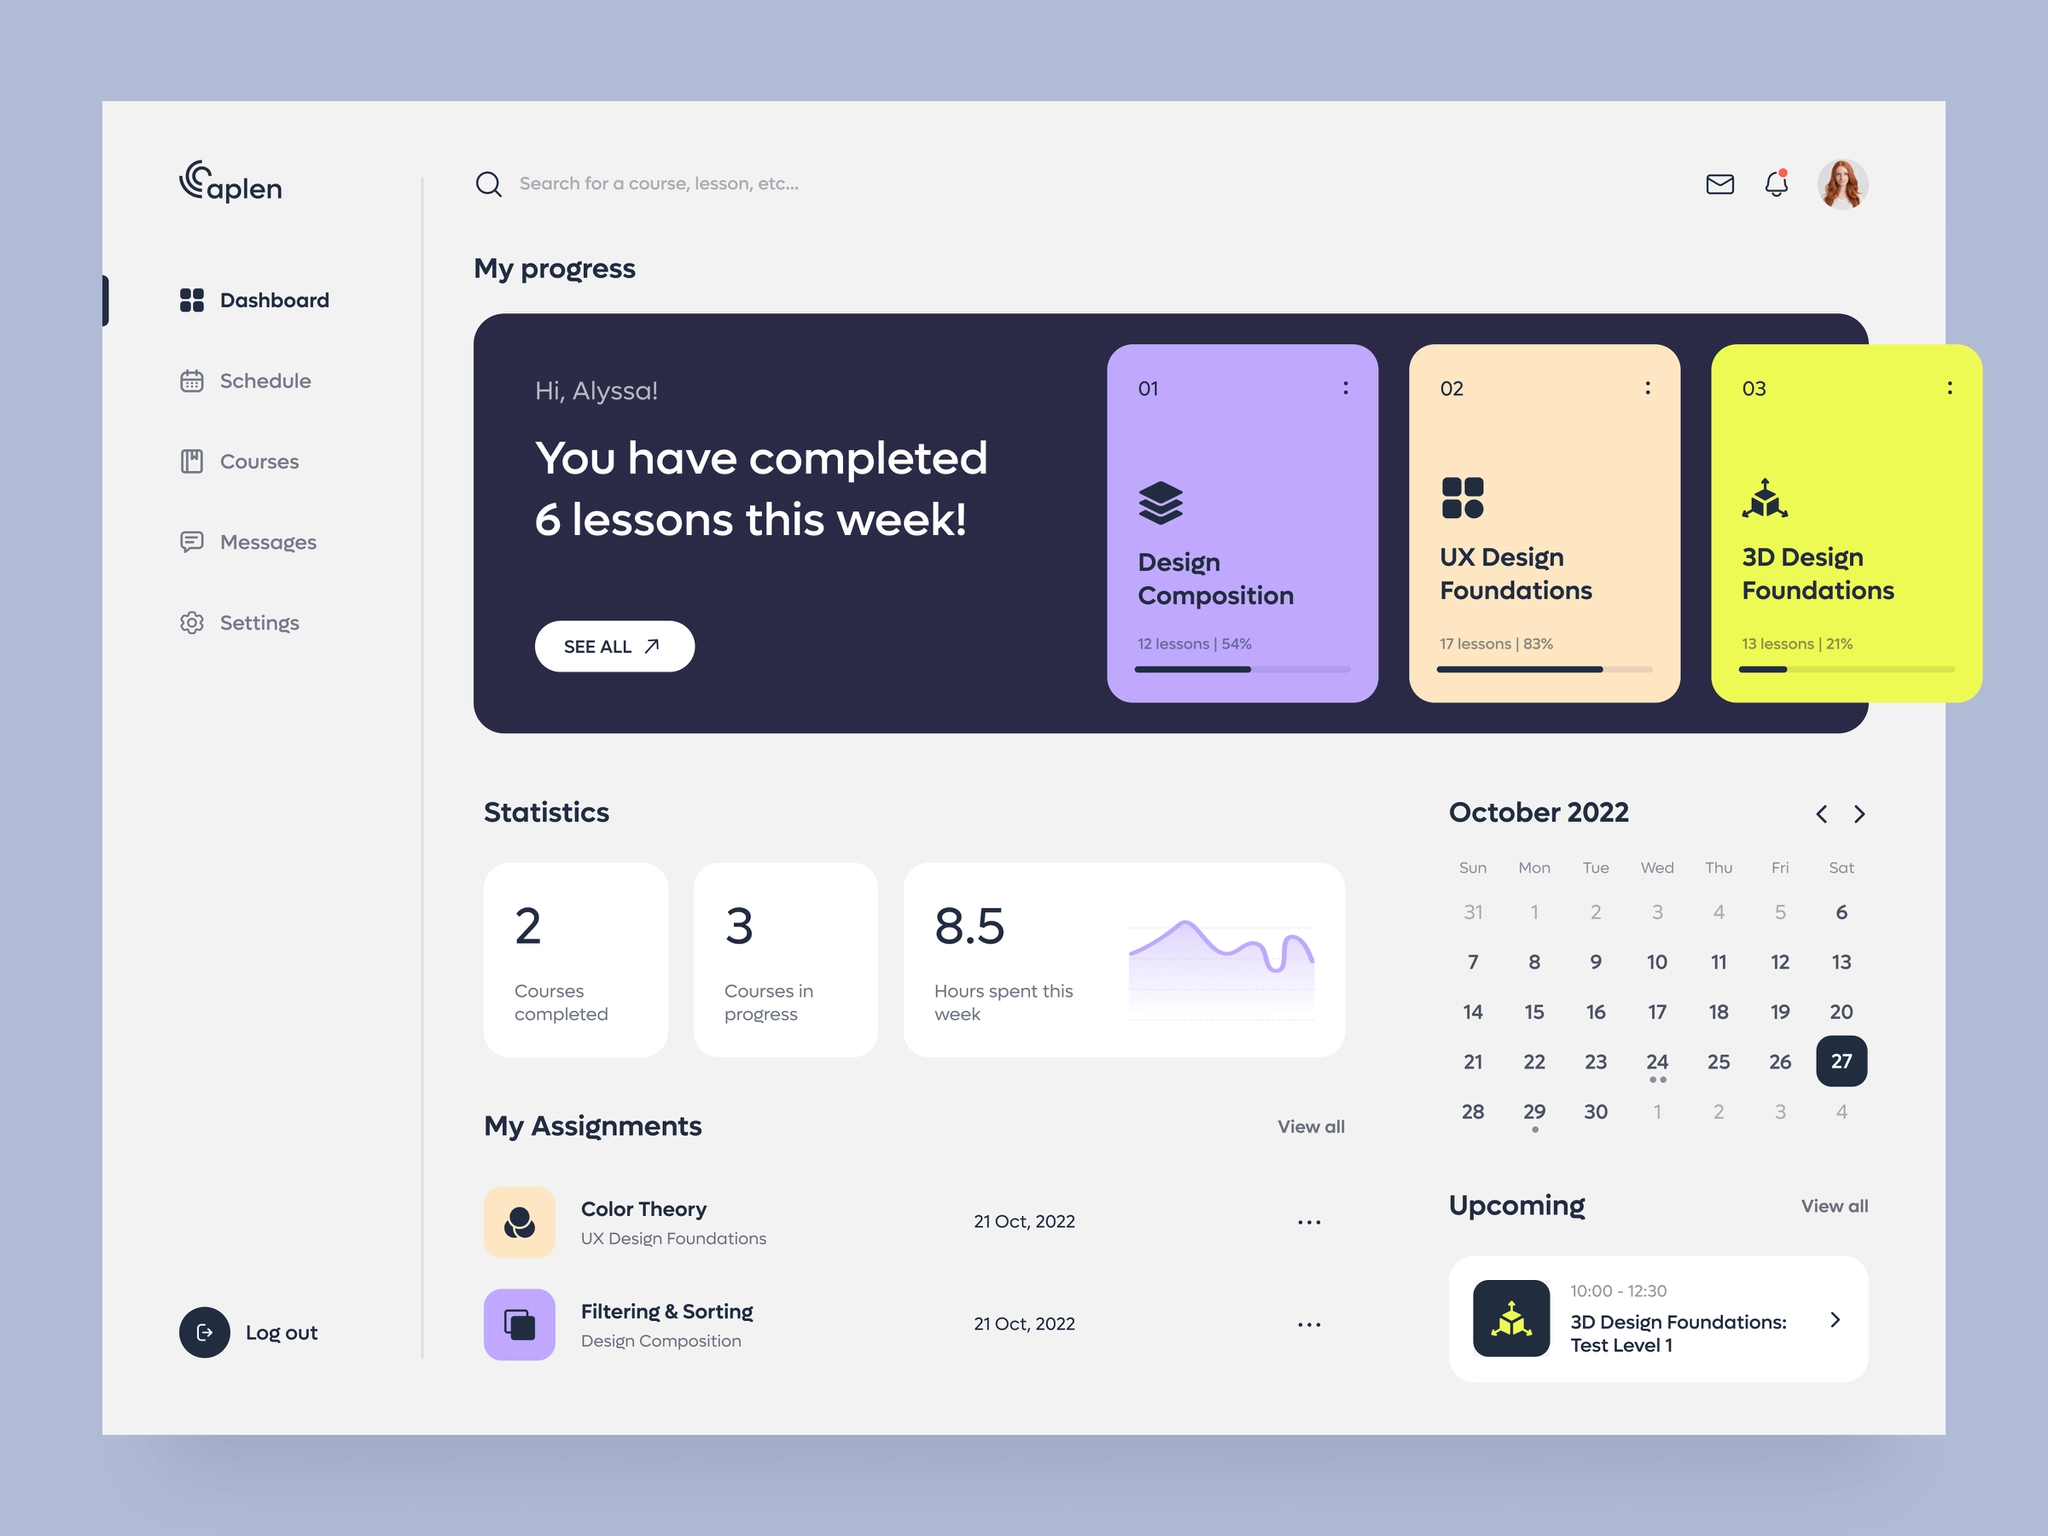 aplen
Search for a course, lesson, etc...
Dashboard
Schedule
Courses
Messages
Settings
Log out
My progress
Hi, Alyssa!
You have completed
6 lessons this week!
SEE ALL
01
Design
Composition
12 lessons | 54%
02
UX Design
Foundations
17 lessons | 83%
03
3D Design
Foundations
13 lessons | 21%
Statistics
2
Courses
completed
3
Courses in
progress
8.5
Hours spent this
week
My Assignments
View all
Color Theory
UX Design Foundations
21 Oct, 2022
Filtering & Sorting
Design Composition
21 Oct, 2022
October 2022
Sun Mon Tue Wed Thu Fri Sat
31 1 2 3 4 5 6
7 8 9 10 11 12 13
14 15 16 17 18 19 20
21 22 23 24 25 26 27
28 29 30 1 2 3 4
Upcoming
View all
10:00 - 12:30
3D Design Foundations:
Test Level 1